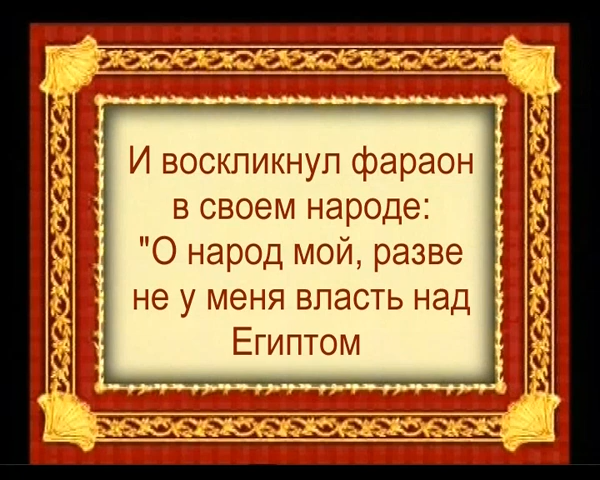 И воскликнул фараон
в своем народе:
"О народ мой, разве
не у меня власть над
Египтом